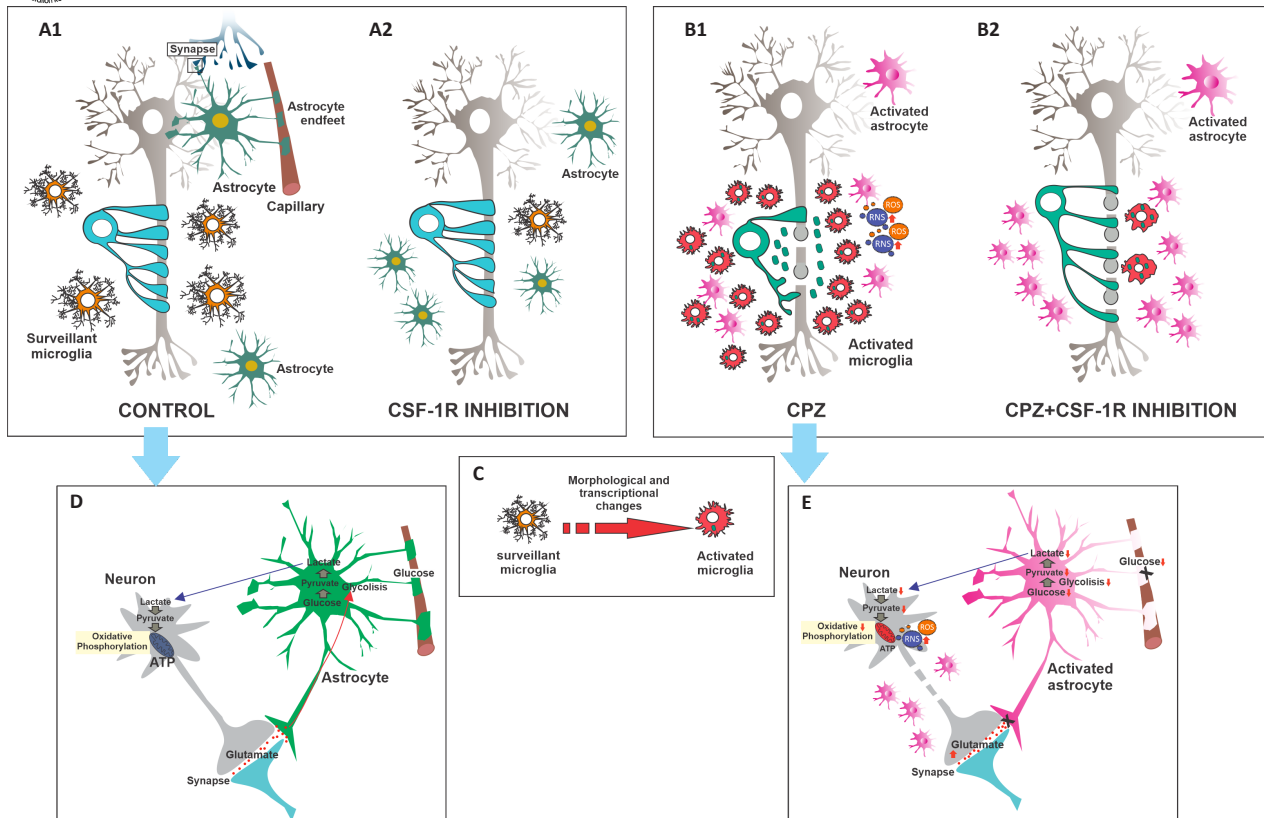 A1
Synapse
Astrocyte
endfeet
Astrocyte
Capillary
Surveillant
microglia
Astrocyte
CONTROL
A2
Astrocyte
CSF-1R INHIBITION
B1
Activated
astrocyte
ROS
RNS
ROS
RNS
Activated
microglia
CPZ
B2
Activated
astrocyte
CPZ+CSF-1R INHIBITION
C
Morphological and
transcriptional
changes
surveillant
microglia
Activated
microglia
D
Neuron
Lactate
Pyruvate
Oxidative
Phosphorylation
ATP
Lactate
Pyruvate
Glycolisis
Glucose
Glucose
Astrocyte
Glutamate
Synapse
E
Neuron
Lactate
Pyruvate
Oxidative
Phosphorylation
ATP
RNS
ROS
Lactate
Pyruvate
Glycolisis
Glucose
Glucose
Activated
astrocyte
Glutamate
Synapse